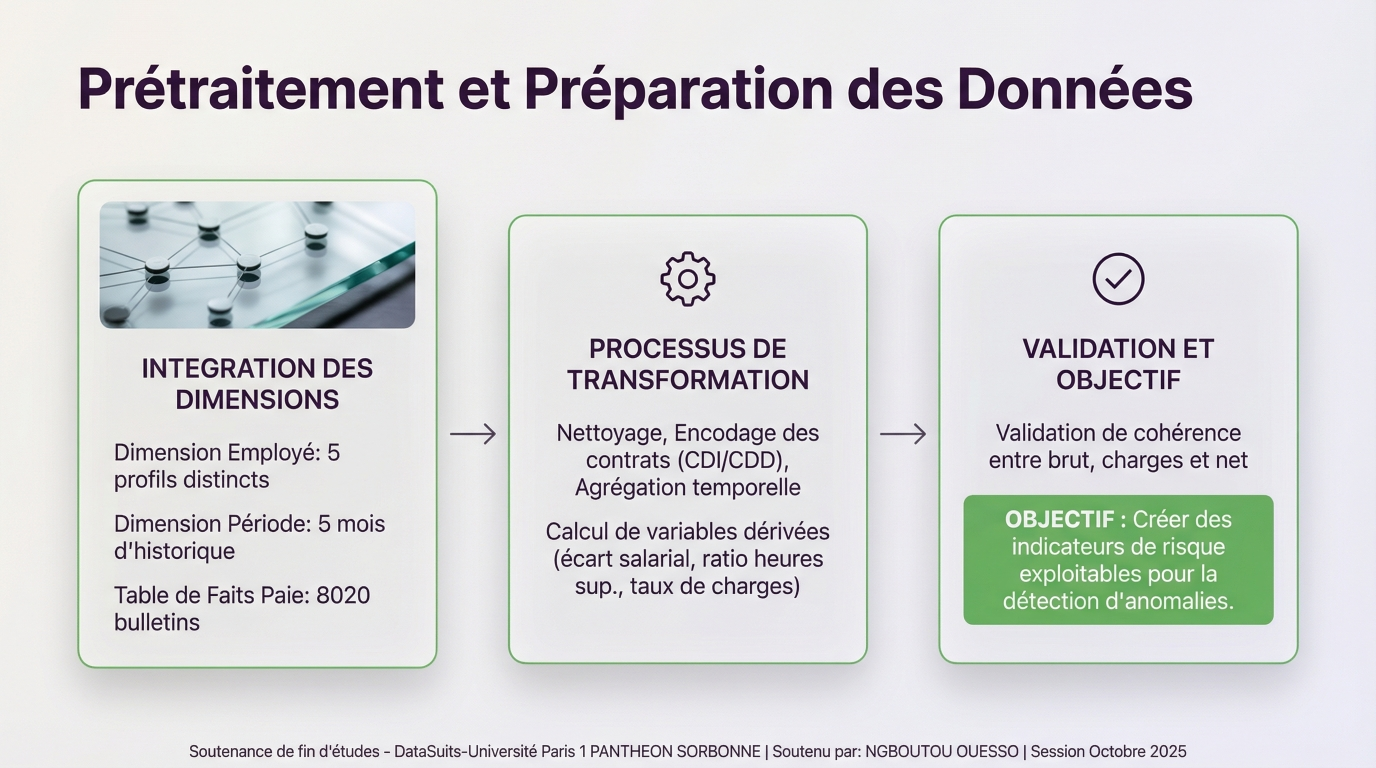 Prétraitement et Préparation des Données
INTEGRATION DES
DIMENSIONS
Dimension Employé: 5
profils distincts
Dimension Période: 5 mois
d'historique
Table de Faits Paie: 8020
bulletins
PROCESSUS DE
TRANSFORMATION
Nettoyage, Encodage des
contrats (CDI/CDD),
Agrégation temporelle
Calcul de variables dérivées
(écart salarial, ratio heures
sup., taux de charges)
VALIDATION ET
OBJECTIF
Validation de cohérence
entre brut, charges et net
OBJECTIF : Créer des
indicateurs de risque
exploitables pour la
détection d'anomalies.
Soutenance de fin d'études - DataSuits-Université Paris 1 PANTHEON SORBONNE | Soutenu par: NGBOUTOU OUESSO | Session Octobre 2025